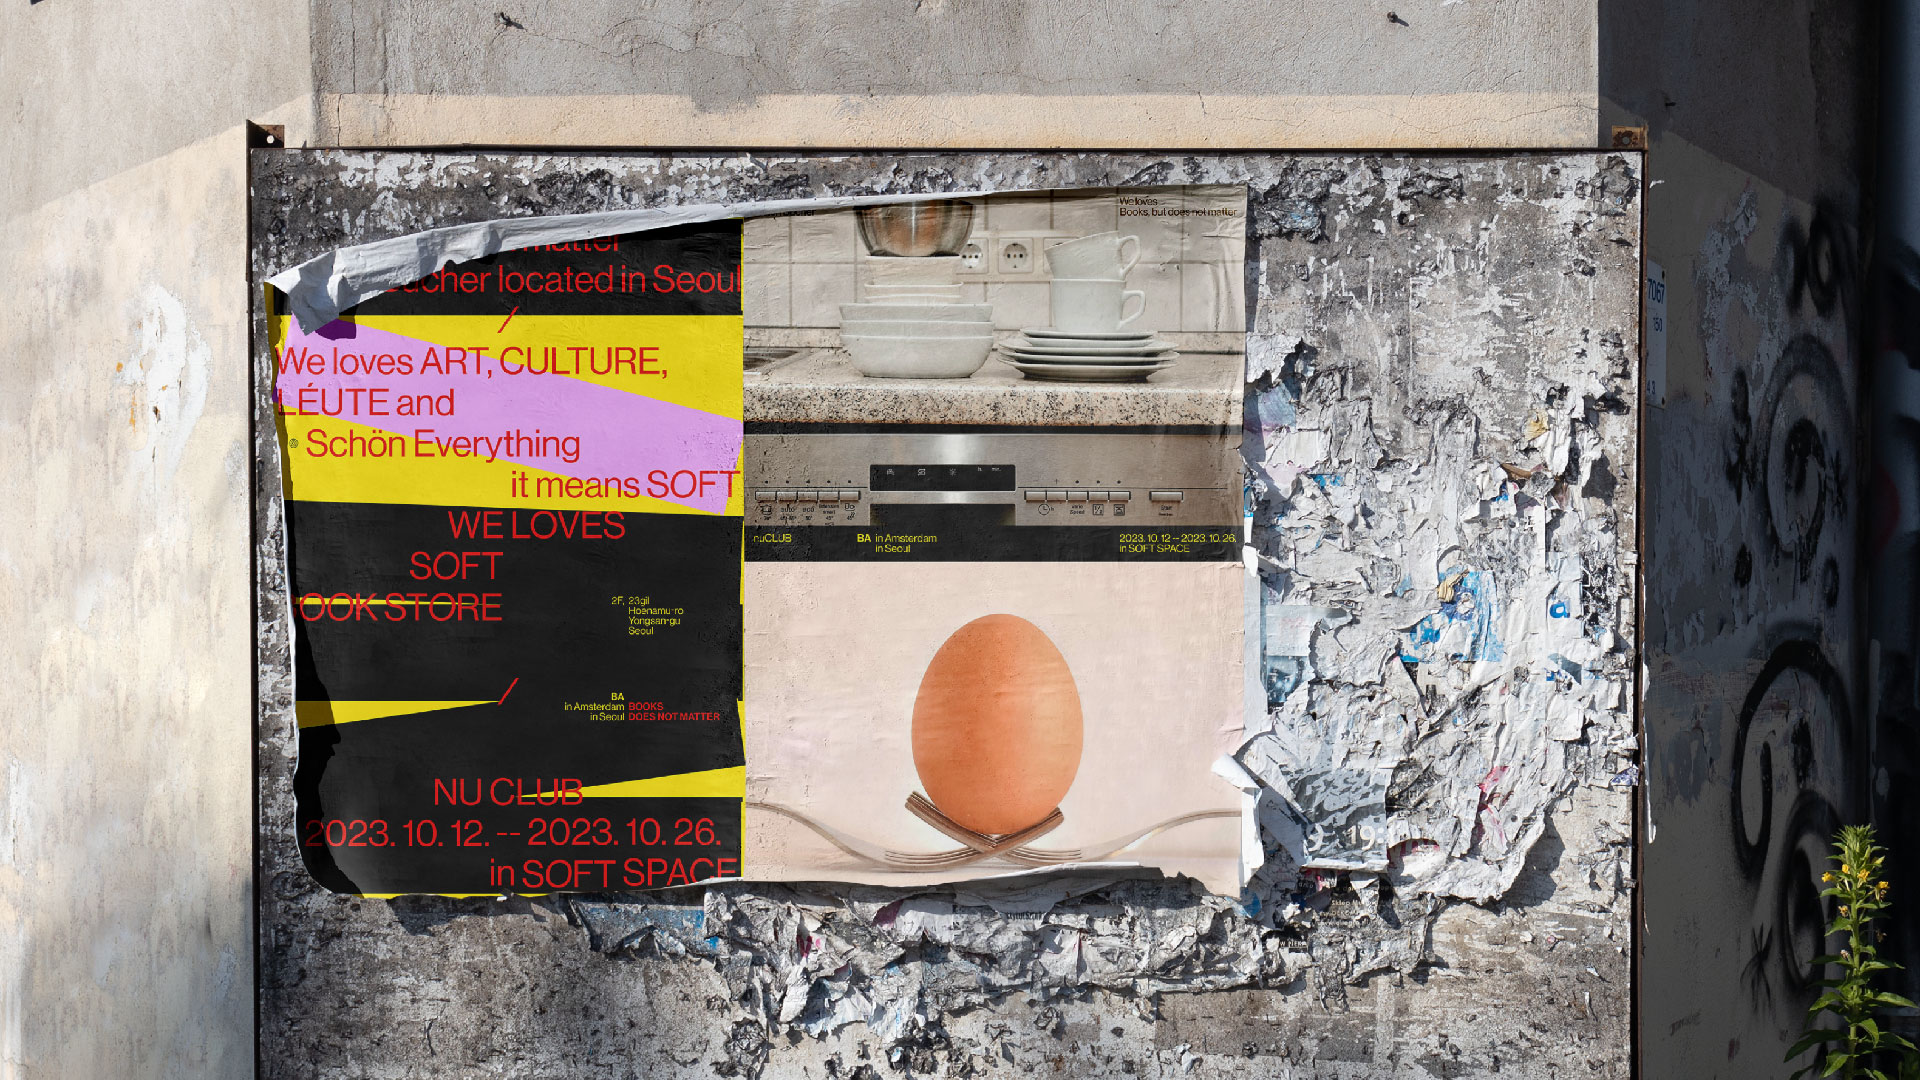 matter
cher located in Seoul
We loves ART, CULTURE,
LÉUTE and
Schön Everything
it means SOFT
WE LOVES
SOFT
OOK STORE
2F, 23gil
Hoenamu-ro
Yongsan-gu
Seoul
BA
in Amsterdam BOOKS
in Seoul DOES NOT MATTER
NU CLUB
2023. 10. 12. -- 2023. 10. 26.
in SOFT SPACE
We loves
Books, but does not matter
nuCLUB
BA in Amsterdam
in Seoul
2023. 10. 12 -- 2023. 10. 26.
in SOFT SPACE
7067
150
a